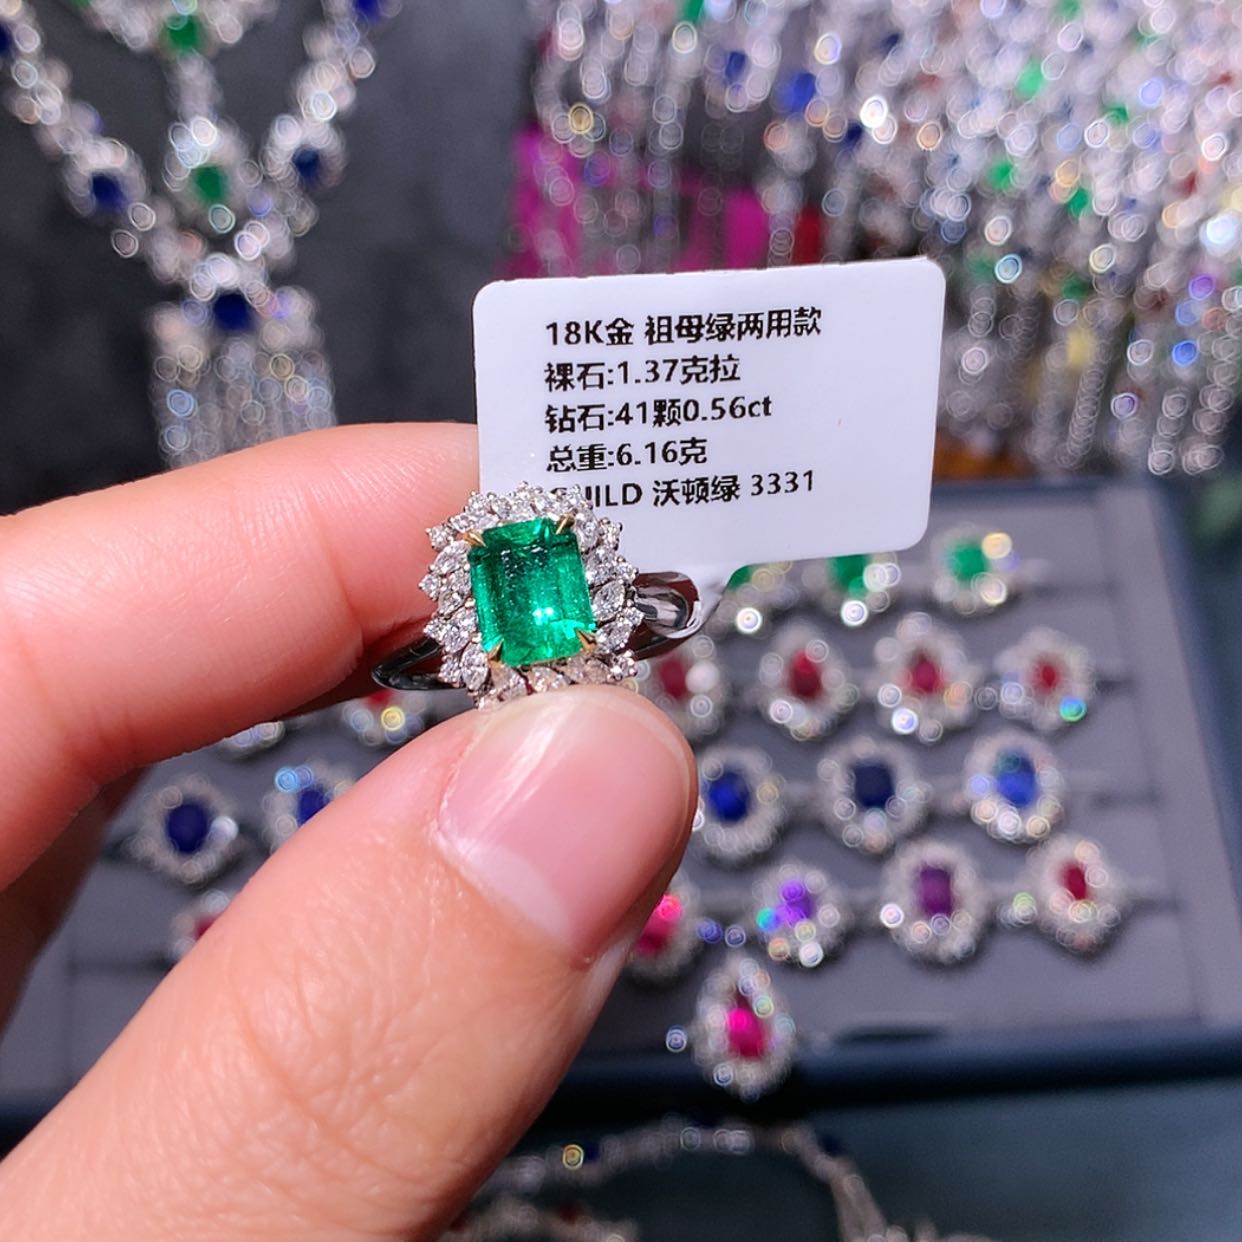 18K金 祖母绿两用款
裸石:1.37克拉
钻石:41颗0.56ct
总重:6.16克
GUILD 沃顿绿 3331